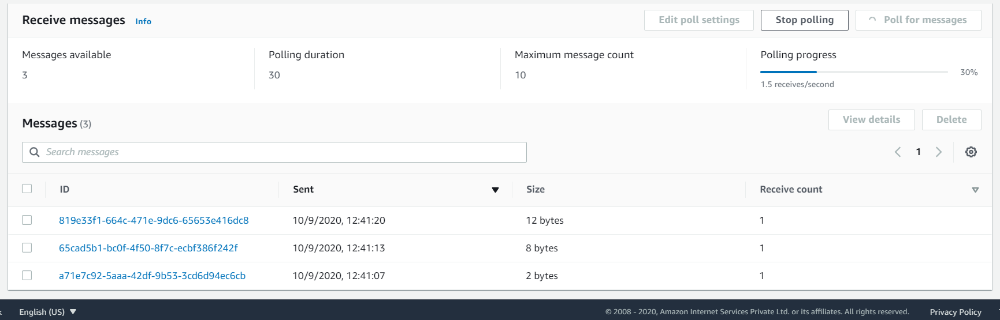 Receive messages Info Edit poll settings Stop polling Poll for messages
Messages available Polling duration Maximum message count Polling progress
3 30 10 30%
1.5 receives/second
Messages (3) View details Delete
Search messages 1
ID Sent Size Receive count
819e33f1-664c-471e-9dc6-65653e416dc8 10/9/2020, 12:41:20 12 bytes 1
65cad5b1-bc0f-4f50-8f7c-ecbf386f242f 10/9/2020, 12:41:13 8 bytes 1
a71e7c92-5aaa-42df-9b53-3cd6d94ec6cb 10/9/2020, 12:41:07 2 bytes 1
English (US) © 2008 - 2020, Amazon Internet Services Private Ltd. or its affiliates. All rights reserved. Privacy Policy